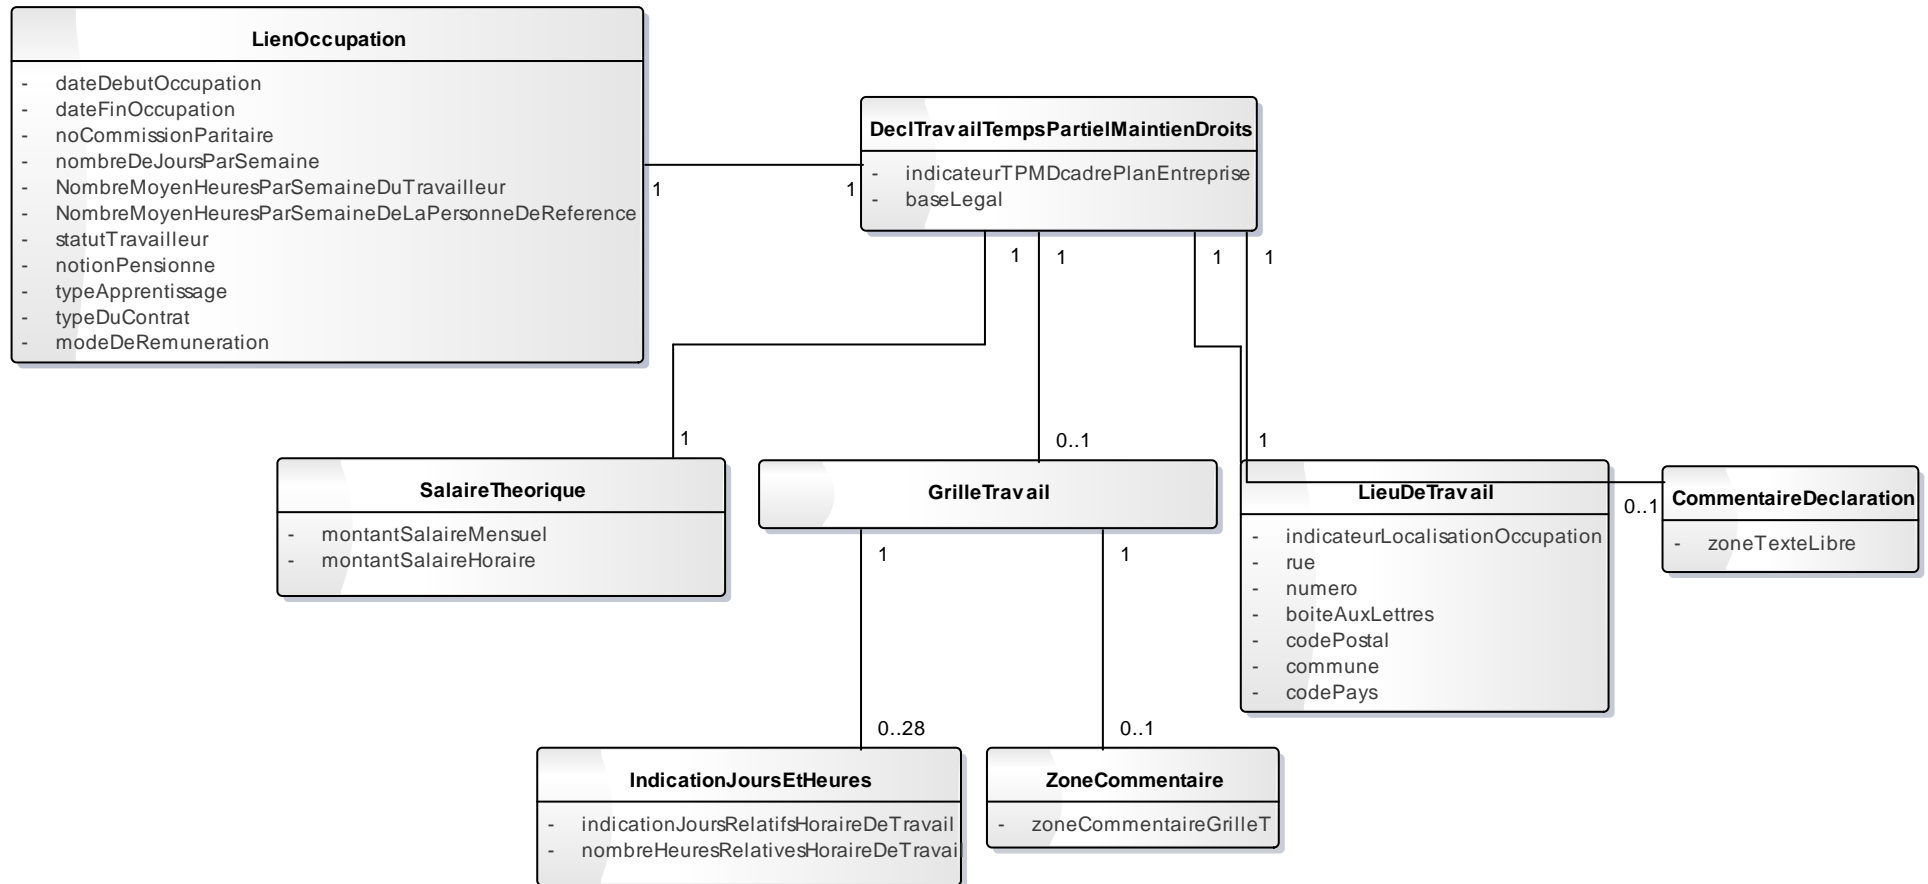 LienOccupation
- dateDebutOccupation
- dateFinOccupation
- noCommissionParitaire
- nombreDeJoursParSemaine
- NombreMoyenHeuresParSemaineDuTravailleur
- NombreMoyenHeuresParSemaineDeLaPersonneDeReference
- statutTravailleur
- notionPensionne
- typeApprentissage
- typeDuContrat
- modeDeRemuneration
1
1
DeclTravailTempsPartielMaintienDroits
- indicateurTPMDcadrePlanEntreprise
- baseLegal
1
1
1
1
1
0..1
1
0..1
SalaireTheorique
- montantSalaireMensuel
- montantSalaireHoraire
GrilleTravail
1
1
LieuDeTravail
- indicateurLocalisationOccupation
- rue
- numero
- boiteAuxLettres
- codePostal
- commune
- codePays
CommentaireDeclaration
- zoneTexteLibre
0..28
0..1
IndicationJoursEtHeures
- indicationJoursRelatifsHoraireDeTravail
- nombreHeuresRelativesHoraireDeTravail
ZoneCommentaire
- zoneCommentaireGrilleT